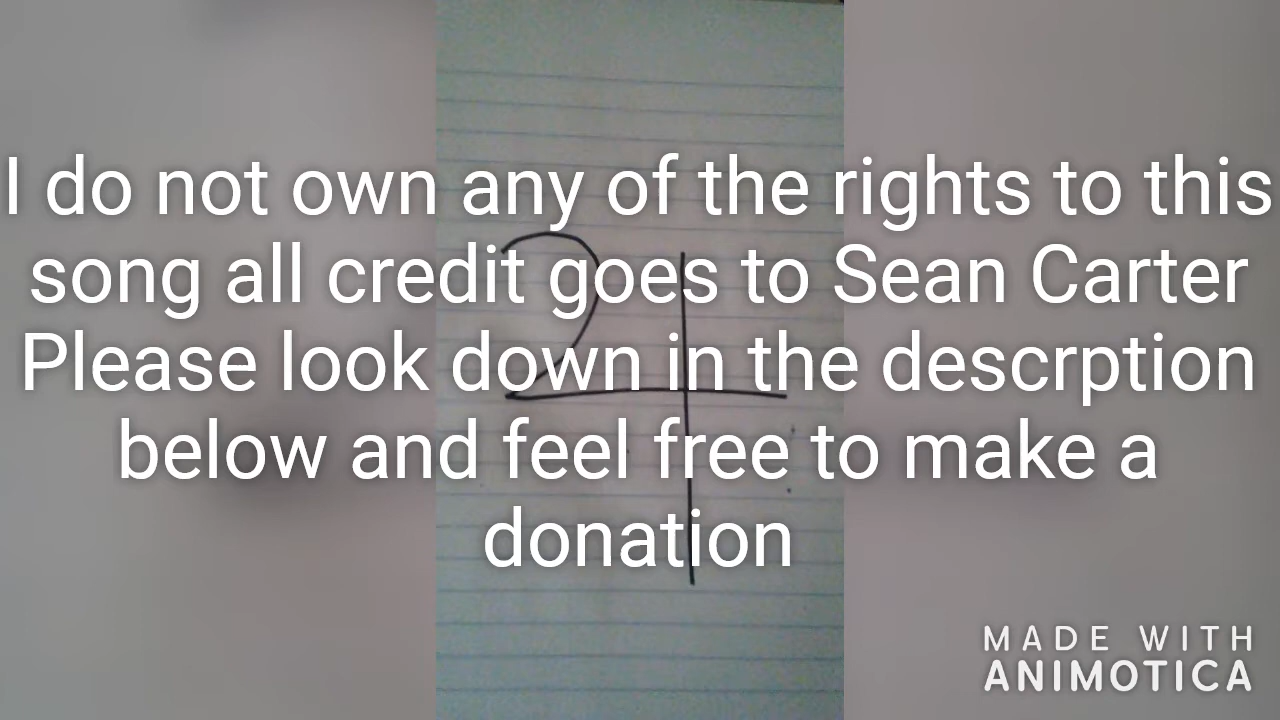 I do not own any of the rights to this
song all credit goes to Sean Carter
Please look down in the descrption
below and feel free to make a
donation
MADE WITH
ANIMOTICA